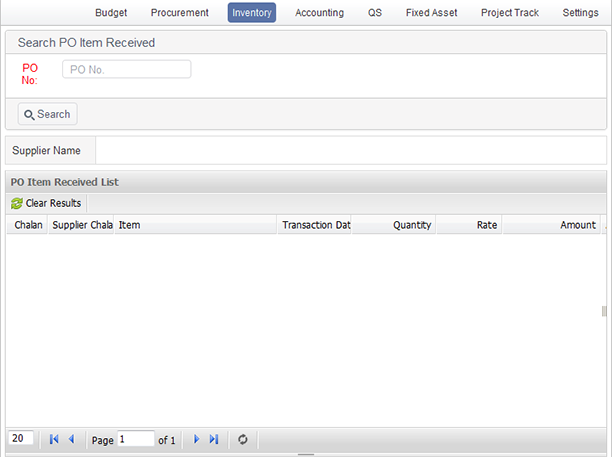 Budget Procurement Inventory Accounting QS Fixed Asset Project Track Settings
Search PO Item Received
PO No:
PO No.
Search
Supplier Name
PO Item Received List
Clear Results
Chalan Supplier Chala Item Transaction Dat Quantity Rate Amount
20 Page 1 of 1